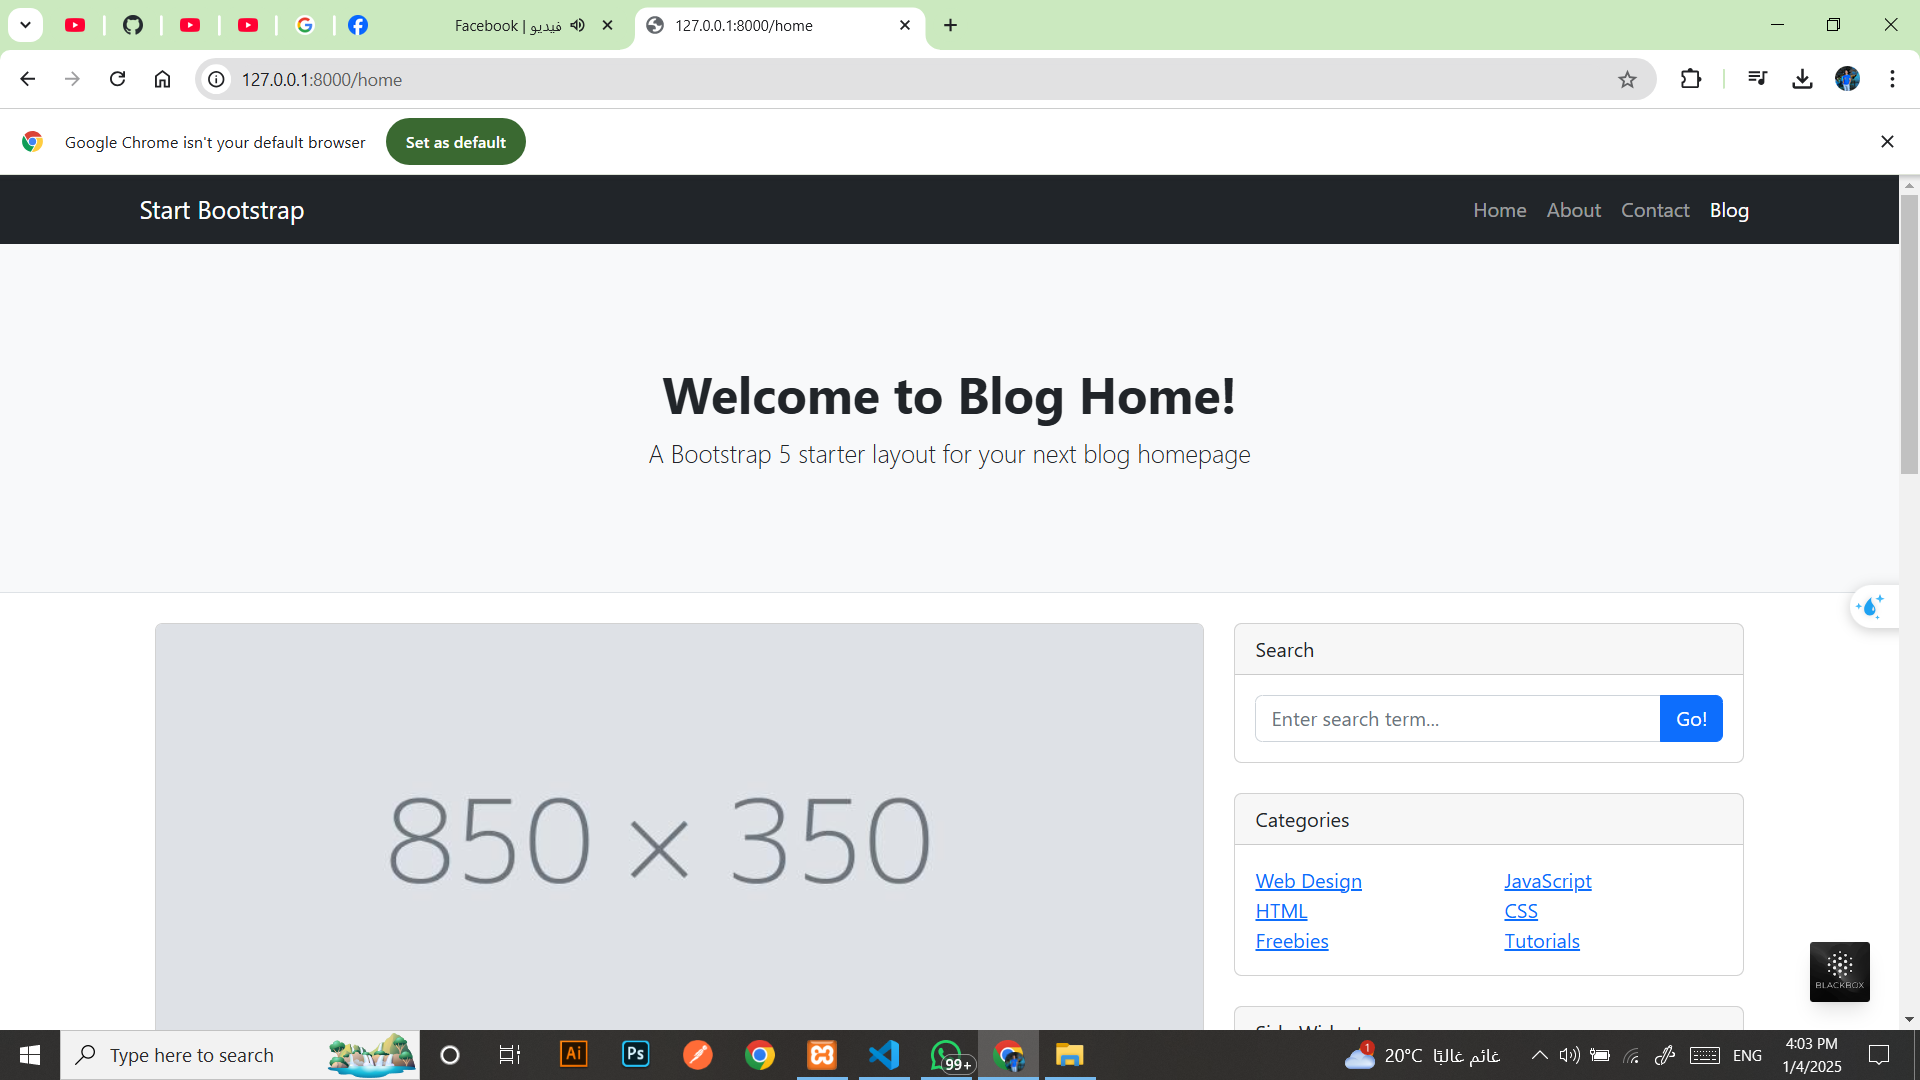 فيديو | Facebook
127.0.0.1:8000/home
127.0.0.1:8000/home
Google Chrome isn't your default browser
Set as default
Start Bootstrap
Home
About
Contact
Blog
Welcome to Blog Home!
A Bootstrap 5 starter layout for your next blog homepage
850 × 350
Search
Enter search term...
Go!
Categories
Web Design
JavaScript
HTML
CSS
Freebies
Tutorials
BLACKBOX
Side Widget
Type here to search
Ai
Ps
99+
1
20°C غائم غالبًا
ENG
4:03 PM
1/4/2025